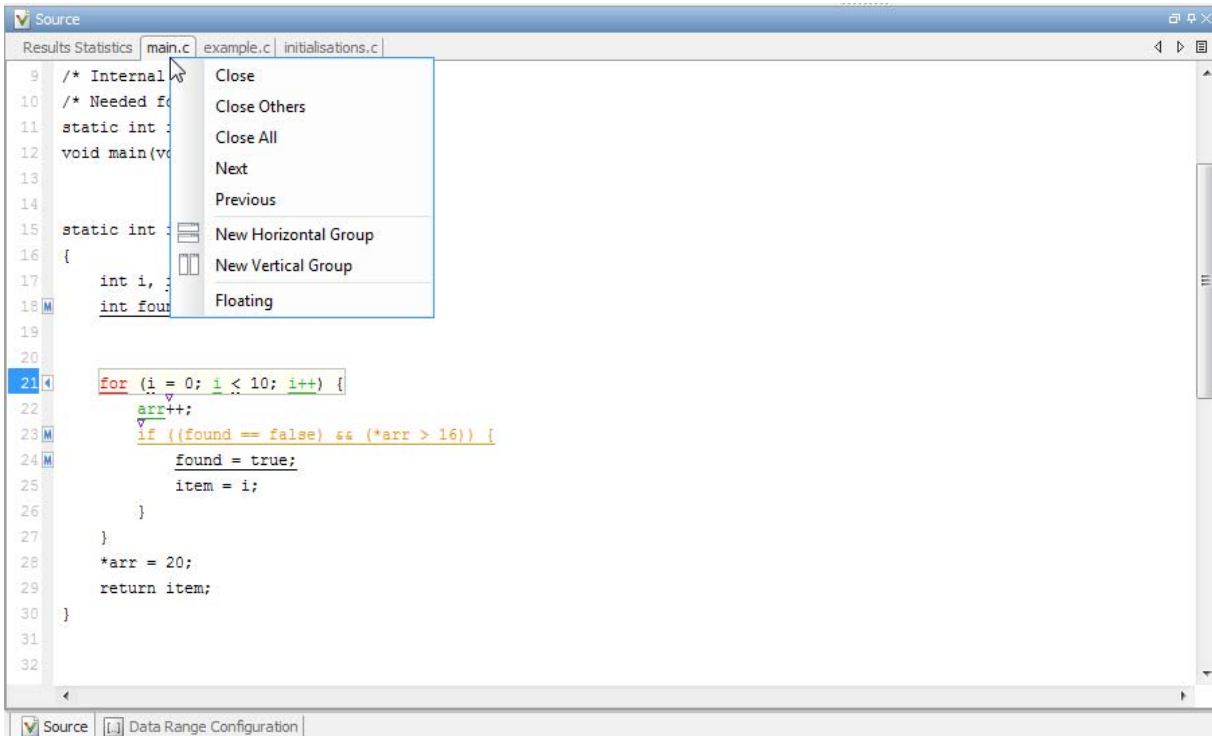 Source
Results Statistics main.c example.c initialisations.c
9 /* Internal
10 /* Needed
11 static int
12 void main(
13
14
15 static int
16 {
17 int i,
18 M int
19
20
21 for (i = 0; i < 10; i++) {
22 arr++;
23 M if ((found == false) && (*arr > 16)) {
24 M found = true;
25 item = i;
26 }
27 }
28 *arr = 20;
29 return item;
30 }
31
32
Close
Close Others
Close All
Next
Previous
New Horizontal Group
New Vertical Group
Floating
Source [..] Data Range Configuration